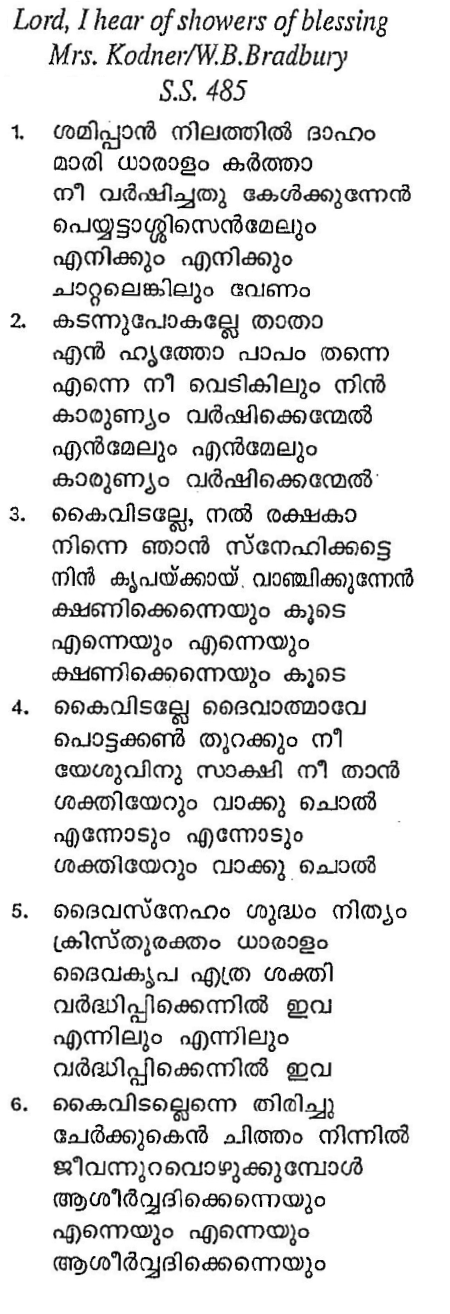 Lord, I hear of showers of blessing
Mrs. Kodner/W.B.Bradbury
S.S. 485
1. ശമിപ്പാൻ നിലത്തിൽ ദാഹം
മാരി ധാരാളം കർത്താ
നീ വർഷിച്ചതു കേൾക്കുന്നേൻ
പെയ്യട്ടാശ്ശിസെൻമേലും
എനിക്കും എനിക്കും
ചാറ്റലെങ്കിലും വേണം
2. കടന്നുപോകല്ലേ താതാ
എൻ ഹൃത്തോ പാപം തന്നെ
എന്നെ നീ വെടികിലും നിൻ
കാരുണ്യം വർഷിക്കെന്മേൽ
എൻമേലും എൻമേലും
കാരുണ്യം വർഷിക്കെന്മേൽ
3. കൈവിടല്ലേ, നൽ രക്ഷകാ
നിന്നെ ഞാൻ സ്നേഹിക്കട്ടെ
നിൻ കൃപയ്ക്കായ് വാഞ്ചിക്കുന്നേൻ
ക്ഷണിക്കെന്നെയും കൂടെ
എന്നെയും എന്നെയും
ക്ഷണിക്കെന്നെയും കൂടെ
4. കൈവിടല്ലേ ദൈവാത്മാവേ
പൊട്ടക്കൺ തുറക്കും നീ
യേശുവിനു സാക്ഷി നീ താൻ
ശക്തിയേറും വാക്കു ചൊൽ
എന്നോടും എന്നോടും
ശക്തിയേറും വാക്കു ചൊൽ
5. ദൈവസ്നേഹം ശുദ്ധം നിത്യം
ക്രിസ്തുരക്തം ധാരാളം
ദൈവകൃപ എത്ര ശക്തി
വർദ്ധിപ്പിക്കെന്നിൽ ഇവ
എന്നിലും എന്നിലും
വർദ്ധിപ്പിക്കെന്നിൽ ഇവ
6. കൈവിടല്ലെന്നെ തിരിച്ചു
ചേർക്കുകെൻ ചിത്തം നിന്നിൽ
ജീവന്നുറവൊഴുക്കുമ്പോൾ
ആശീർവ്വദിക്കെന്നെയും
എന്നെയും എന്നെയും
ആശീർവ്വദിക്കെന്നെയും